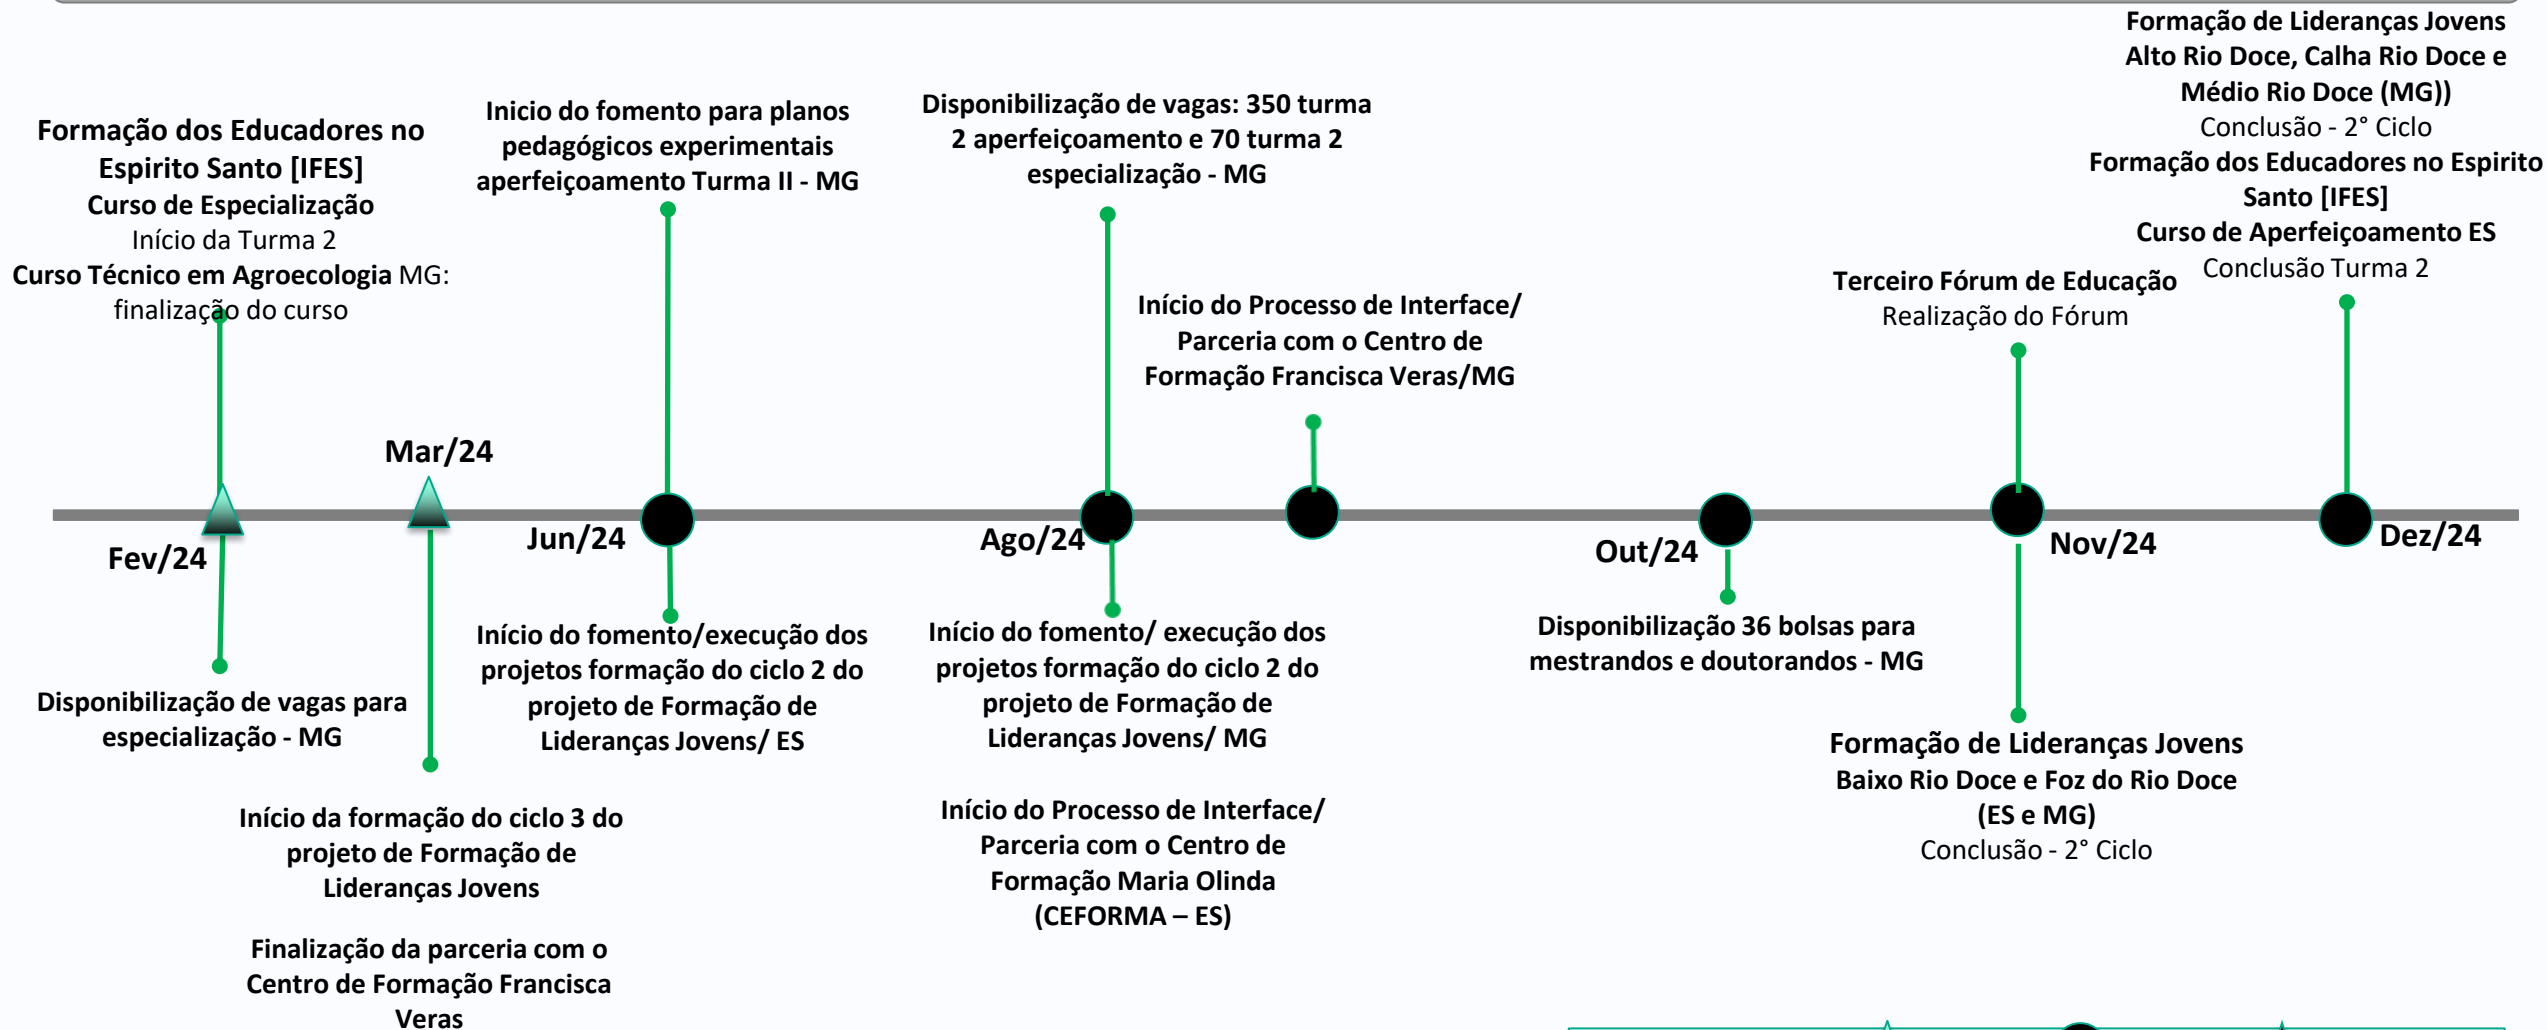 Formação dos Educadores no
Espirito Santo [IFES]
Curso de Especialização
Início da Turma 2
Curso Técnico em Agroecologia MG:
finalização do curso
Inicio do fomento para planos
pedagógicos experimentais
aperfeiçoamento Turma II - MG
Disponibilização de vagas: 350 turma
2 aperfeiçoamento e 70 turma 2
especialização - MG
Início do Processo de Interface/
Parceria com o Centro de
Formação Francisca Veras/MG
Terceiro Fórum de Educação
Realização do Fórum
Formação de Lideranças Jovens
Alto Rio Doce, Calha Rio Doce e
Médio Rio Doce (MG))
Conclusão - 2° Ciclo
Formação dos Educadores no Espirito
Santo [IFES]
Curso de Aperfeiçoamento ES
Conclusão Turma 2
Fev/24
Mar/24
Jun/24
Ago/24
Out/24
Nov/24
Dez/24
Disponibilização de vagas para
especialização - MG
Início da formação do ciclo 3 do
projeto de Formação de
Lideranças Jovens
Finalização da parceria com o
Centro de Formação Francisca
Veras
Início do fomento/execução dos
projetos formação do ciclo 2 do
projeto de Formação de
Lideranças Jovens/ ES
Início do fomento/ execução dos
projetos formação do ciclo 2 do
projeto de Formação de
Lideranças Jovens/ MG
Início do Processo de Interface/
Parceria com o Centro de
Formação Maria Olinda
(CEFORMA – ES)
Disponibilização 36 bolsas para
mestrandos e doutorandos - MG
Formação de Lideranças Jovens
Baixo Rio Doce e Foz do Rio Doce
(ES e MG)
Conclusão - 2° Ciclo